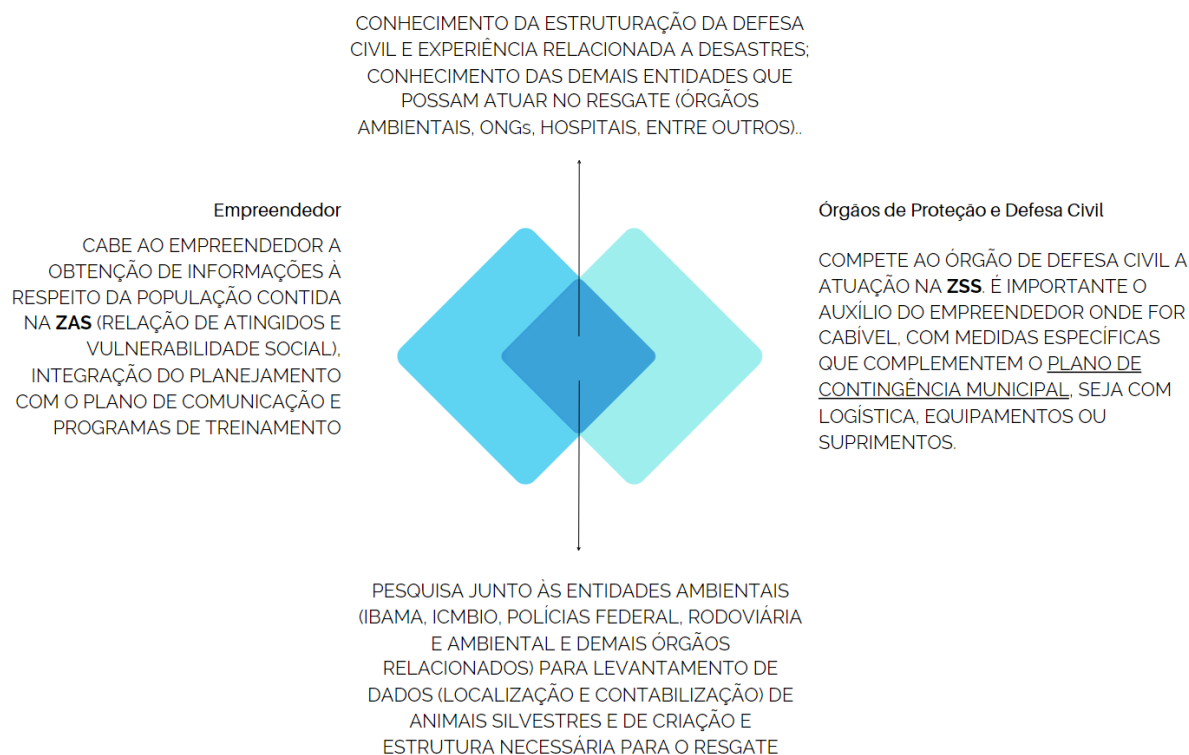 CONHECIMENTO DA ESTRUTURAÇÃO DA DEFESA
CIVIL E EXPERIÊNCIA RELACIONADA A DESASTRES;
CONHECIMENTO DAS DEMAIS ENTIDADES QUE
POSSAM ATUAR NO RESGATE (ÓRGÃOS
AMBIENTAIS, ONGs, HOSPITAIS, ENTRE OUTROS)..
Empreendedor
CABE AO EMPREENDEDOR A
OBTENÇÃO DE INFORMAÇÕES À
RESPEITO DA POPULAÇÃO CONTIDA
NA ZAS (RELAÇÃO DE ATINGIDOS E
VULNERABILIDADE SOCIAL),
INTEGRAÇÃO DO PLANEJAMENTO
COM O PLANO DE COMUNICAÇÃO E
PROGRAMAS DE TREINAMENTO
Órgãos de Proteção e Defesa Civil
COMPETE AO ÓRGÃO DE DEFESA CIVIL A
ATUAÇÃO NA ZSS. É IMPORTANTE O
AUXÍLIO DO EMPREENDEDOR ONDE FOR
CABÍVEL, COM MEDIDAS ESPECÍFICAS
QUE COMPLEMENTEM O PLANO DE
CONTINGÊNCIA MUNICIPAL, SEJA COM
LOGÍSTICA, EQUIPAMENTOS OU
SUPRIMENTOS.
PESQUISA JUNTO ÀS ENTIDADES AMBIENTAIS
(IBAMA, ICMBIO, POLÍCIAS FEDERAL, RODOVIÁRIA
E AMBIENTAL E DEMAIS ÓRGÃOS
RELACIONADOS) PARA LEVANTAMENTO DE
DADOS (LOCALIZAÇÃO E CONTABILIZAÇÃO) DE
ANIMAIS SILVESTRES E DE CRIAÇÃO E
ESTRUTURA NECESSÁRIA PARA O RESGATE